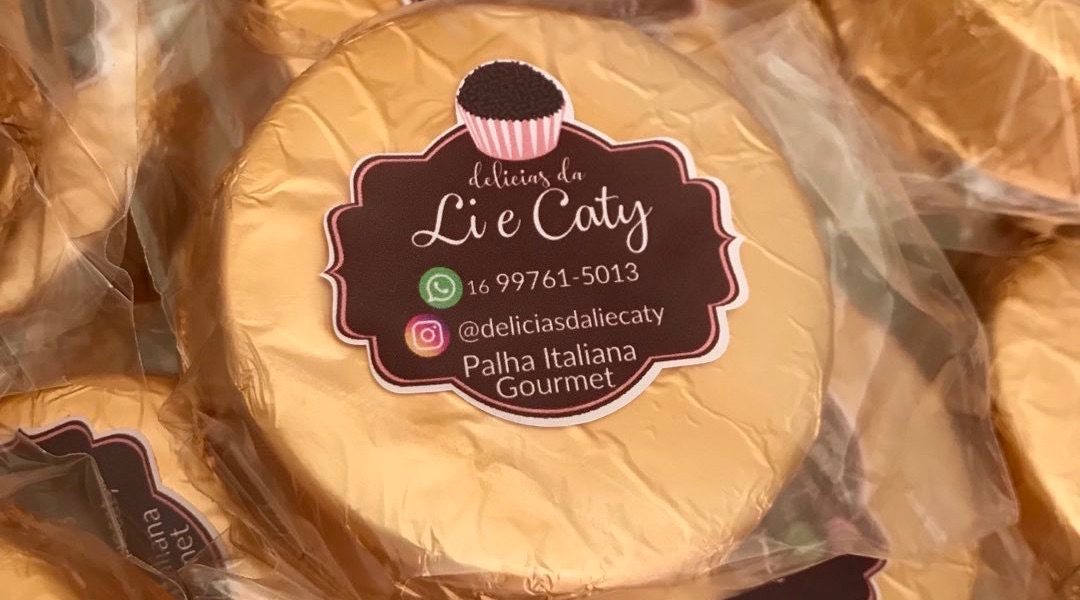 delicias da
Li e Caty
16 99761-5013
@deliciasdaliecaty
Palha Italiana
Gourmet